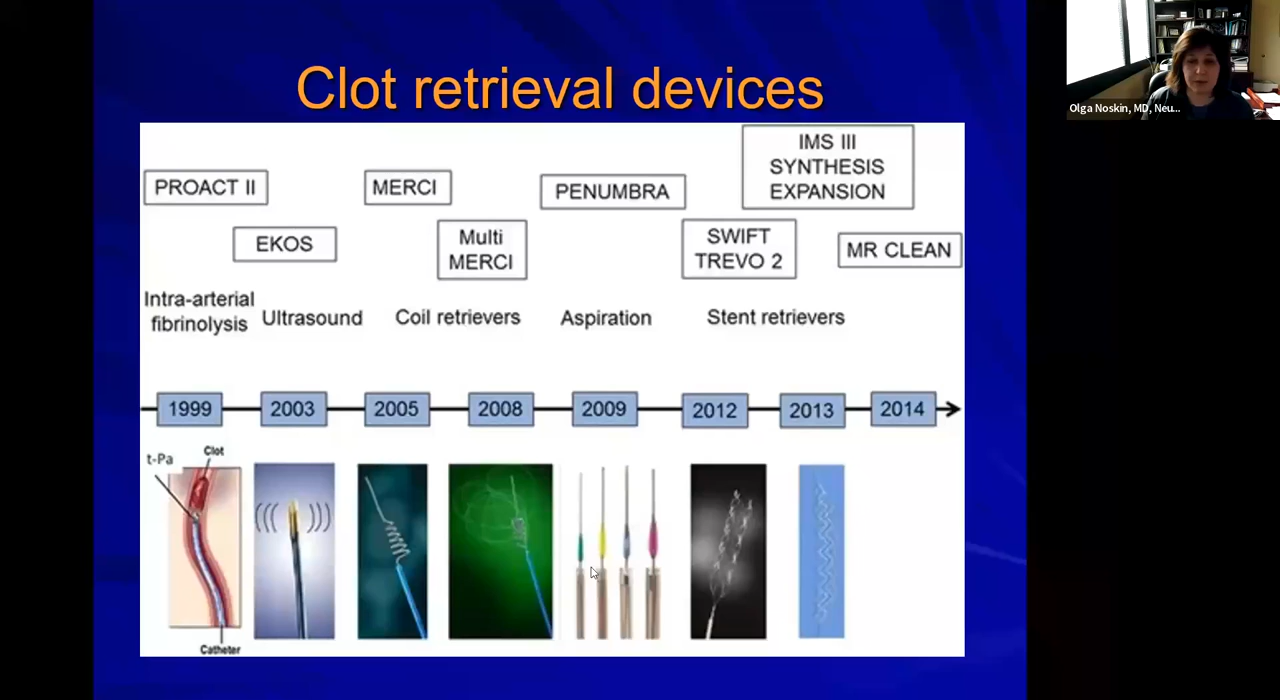 Clot retrieval devices
Olga Noskin, MD, Neu...
PROACT II
MERCI
PENUMBRA
IMS III
SYNTHESIS
EXPANSION
EKOS
Multi
MERCI
SWIFT
TREVO 2
MR CLEAN
Intra-arterial
fibrinolysis
Ultrasound
Coil retrievers
Aspiration
Stent retrievers
1999
2003
2005
2008
2009
2012
2013
2014
t-Pa
Clot
Catheter